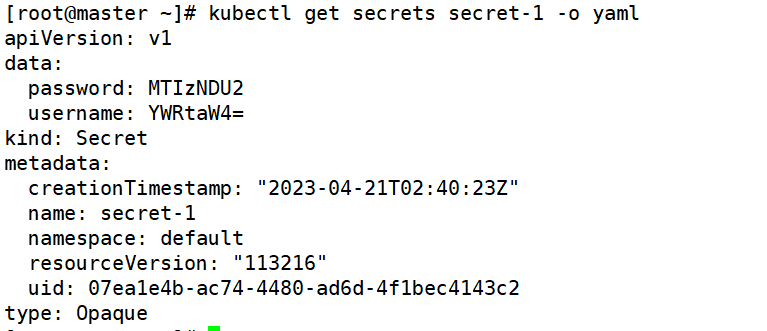 [root@master ~]# kubectl get secrets secret-1 -o yaml
apiVersion: v1
data:
  password: MTIzNDU2
  username: YWRtaW4=
kind: Secret
metadata:
  creationTimestamp: "2023-04-21T02:40:23Z"
  name: secret-1
  namespace: default
  resourceVersion: "113216"
  uid: 07ea1e4b-ac74-4480-ad6d-4f1bec4143c2
type: Opaque